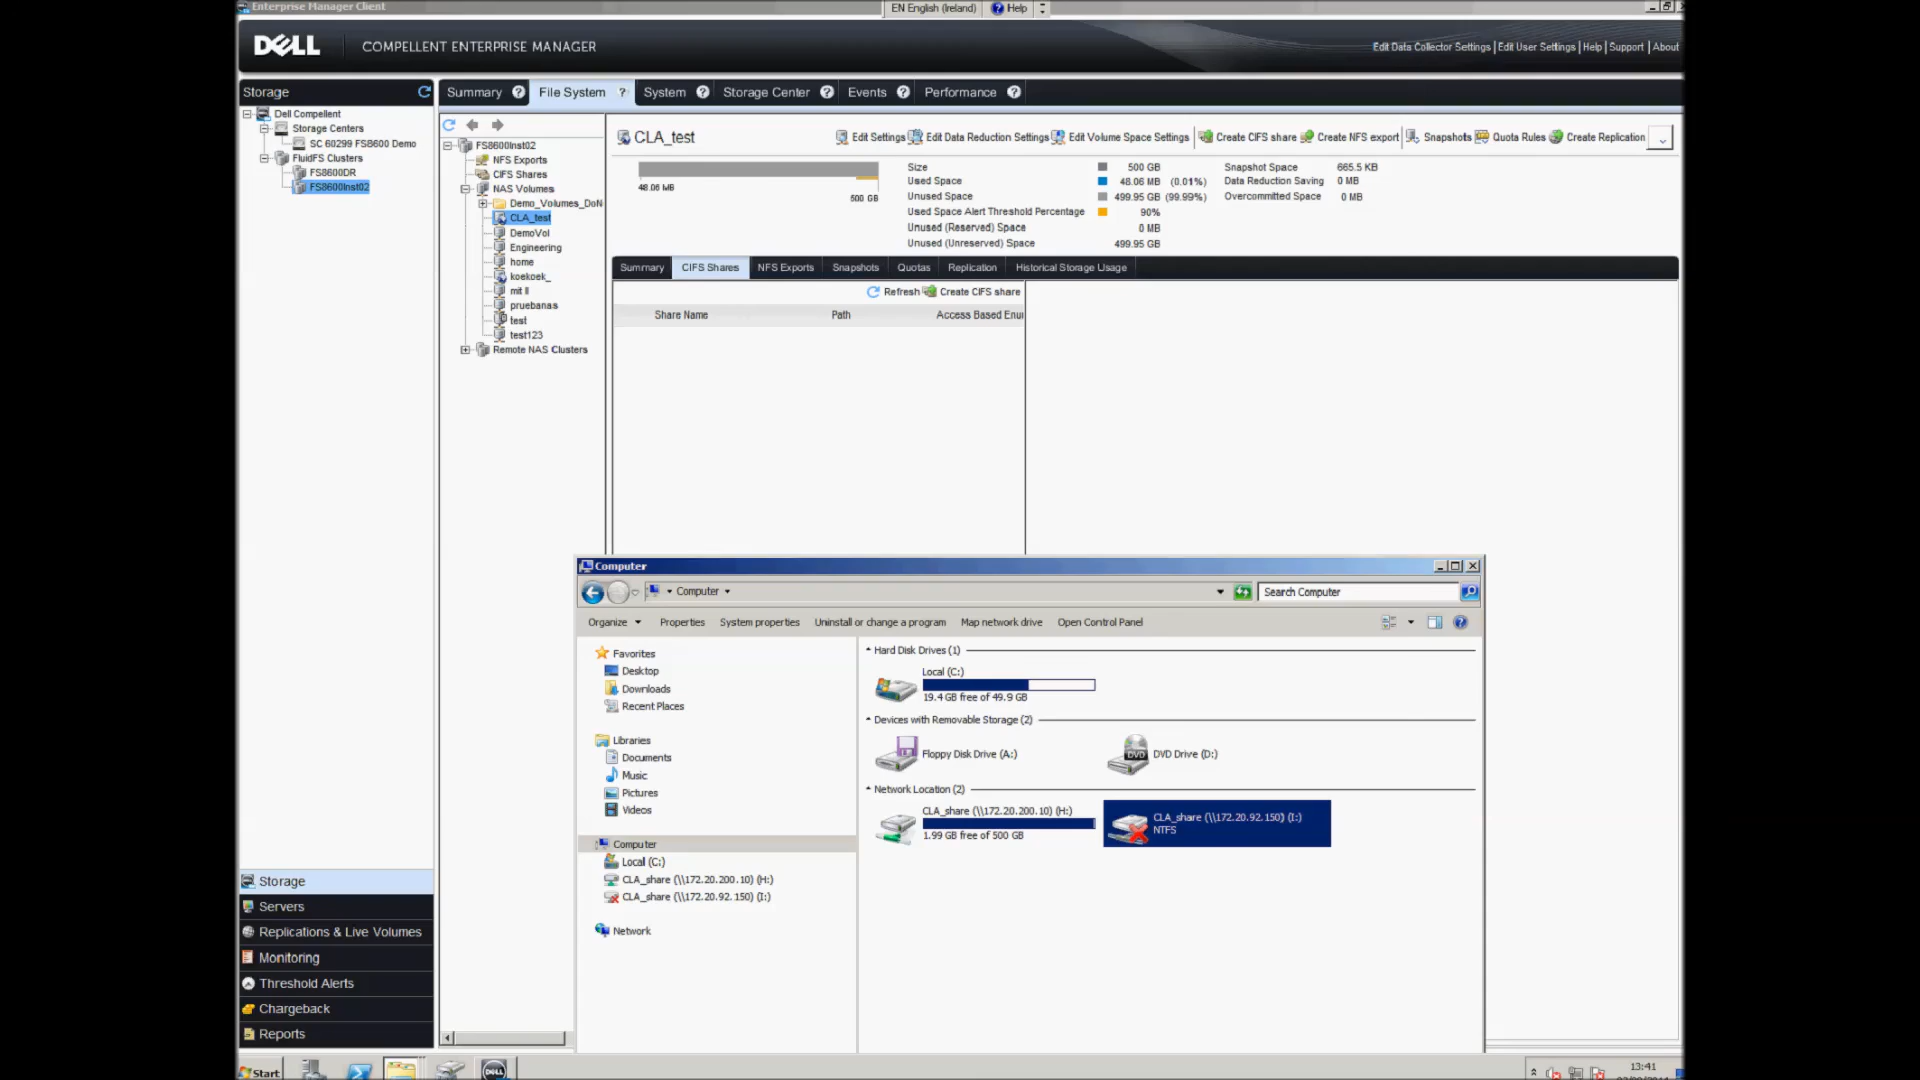 Enterprise Manager Client
EN English (Ireland)
Help
DELL
COMPELLENT ENTERPRISE MANAGER
Edit Data Collector Settings | Edit User Settings | Help | Support | About
Storage
Summary
File System
System
Storage Center
Events
Performance
Dell Compellent
Storage Centers
SC 60299 FS8600 Demo
FluidFS Clusters
FS8600DR
FS8600Inst02
FS8600Inst02
NFS Exports
CIFS Shares
NAS Volumes
Demo_Volumes_DoN
CLA_test
DemoVol
Engineering
home
koekoek_
mit II
pruebanas
test
test123
Remote NAS Clusters
CLA_test
Edit Settings
Edit Data Reduction Settings
Edit Volume Space Settings
Create CIFS share
Create NFS export
Snapshots
Quota Rules
Create Replication
48.06 MB
500 GB
Size 500 GB
Used Space 48.06 MB (0.01%)
Unused Space 499.95 GB (99.99%)
Used Space Alert Threshold Percentage 90%
Unused (Reserved) Space 0 MB
Unused (Unreserved) Space 499.95 GB
Snapshot Space 665.5 KB
Data Reduction Saving 0 MB
Overcommitted Space 0 MB
Summary
CIFS Shares
NFS Exports
Snapshots
Quotas
Replication
Historical Storage Usage
Refresh
Create CIFS share
Share Name
Path
Access Based Enu
Computer
Computer
Search Computer
Organize
Properties
System properties
Uninstall or change a program
Map network drive
Open Control Panel
Favorites
Desktop
Downloads
Recent Places
Libraries
Documents
Music
Pictures
Videos
Computer
Local (C:)
CLA_share (\\172.20.200.10) (H:)
CLA_share (\\172.20.92.150) (I:)
Network
Hard Disk Drives (1)
Local (C:)
19.4 GB free of 49.9 GB
Devices with Removable Storage (2)
Floppy Disk Drive (A:)
DVD Drive (D:)
Network Location (2)
CLA_share (\\172.20.200.10) (H:)
1.99 GB free of 500 GB
CLA_share (\\172.20.92.150) (I:)
NTFS
Storage
Servers
Replications & Live Volumes
Monitoring
Threshold Alerts
Chargeback
Reports
Start
DELL
13:41